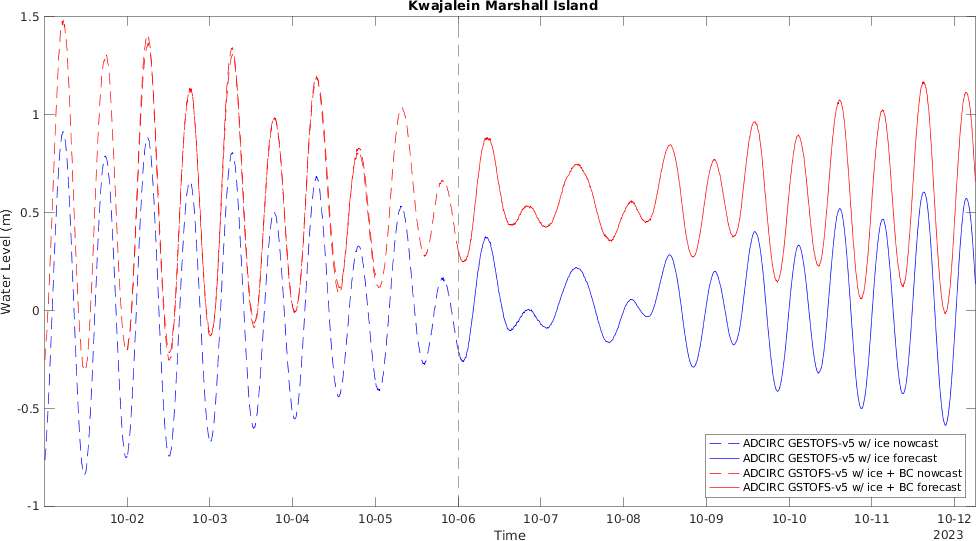 Kwajalein Marshall Island
1.5
1
0.5
0
-0.5
-1
Water Level (m)
ADCIRC GESTOFS-v5 w/ ice nowcast
ADCIRC GESTOFS-v5 w/ ice forecast
ADCIRC GSTOFS-v5 w/ ice + BC nowcast
ADCIRC GSTOFS-v5 w/ ice + BC forecast
10-02 10-03 10-04 10-05 10-06 10-07 10-08 10-09 10-10 10-11 10-12
Time
2023